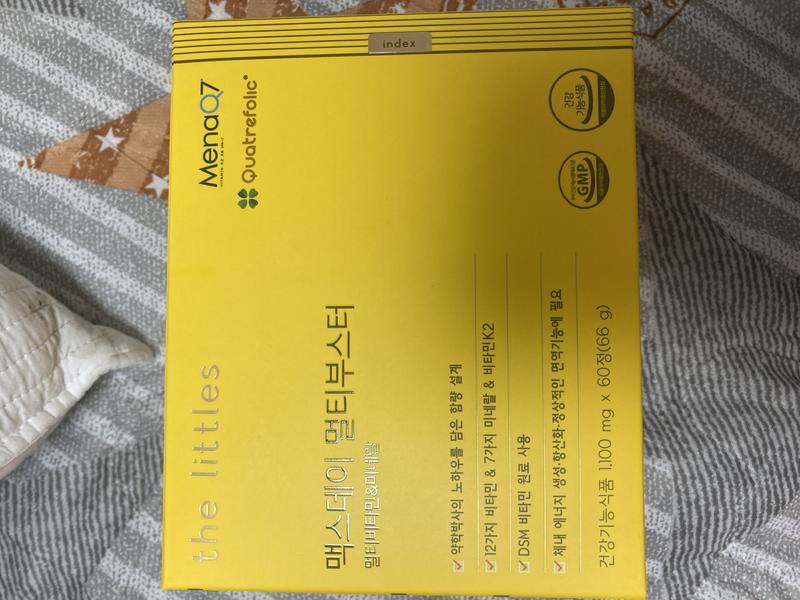 index
the littles
MenaQ7
Quatrefolic®
맥스데이 멀티부스터
멀티비타민&미네랄
약학박사의 노하우를 담은 함량 설계
12가지 비타민 & 7가지 미네랄 & 비타민K2
DSM 비타민 원료 사용
체내 에너지 생성·항산화·정상적인 면역기능에 필요
건강기능식품 1,100 mg x 60정(66 g)
GMP
건강
기능식품